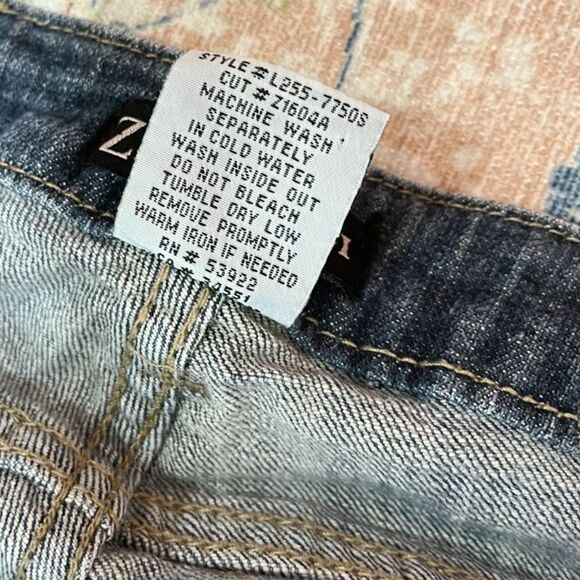 STYLE # L255-7750S
CUT # Z1604A
MACHINE WASH
SEPARATELY
IN COLD WATER
WASH INSIDE OUT
DO NOT BLEACH
TUMBLE DRY LOW
REMOVE PROMPTLY
WARM IRON IF NEEDED
RN # 53922
Z